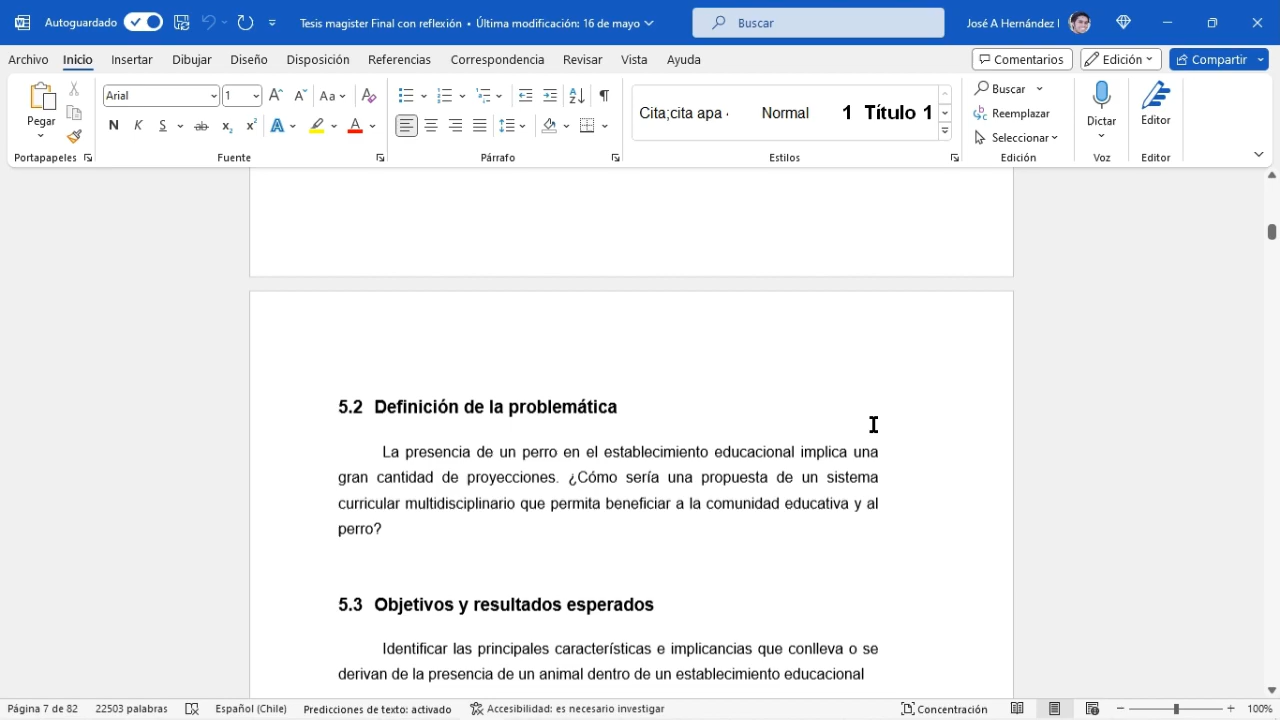 Autoguardado
Tesis magister Final con reflexión • Última modificación: 16 de mayo
Buscar
José A Hernández
Archivo Inicio Insertar Dibujar Diseño Disposición Referencias Correspondencia Revisar Vista Ayuda
Comentarios Edición Compartir
Pegar
Portapapeles
Arial 1
Aa
N K S ab x₂ x² A A
Fuente
Párrafo
Cita;cita apa Normal 1 Título 1
Estilos
Buscar
Reemplazar
Seleccionar
Edición
Dictar
Voz
Editor
Editor
5.2 Definición de la problemática
La presencia de un perro en el establecimiento educacional implica una
gran cantidad de proyecciones. ¿Cómo sería una propuesta de un sistema
curricular multidisciplinario que permita beneficiar a la comunidad educativa y al
perro?
5.3 Objetivos y resultados esperados
Identificar las principales características e implicancias que conlleva o se
derivan de la presencia de un animal dentro de un establecimiento educacional
Página 7 de 82 22503 palabras Español (Chile) Predicciones de texto: activado Accesibilidad: es necesario investigar Concentración 100%